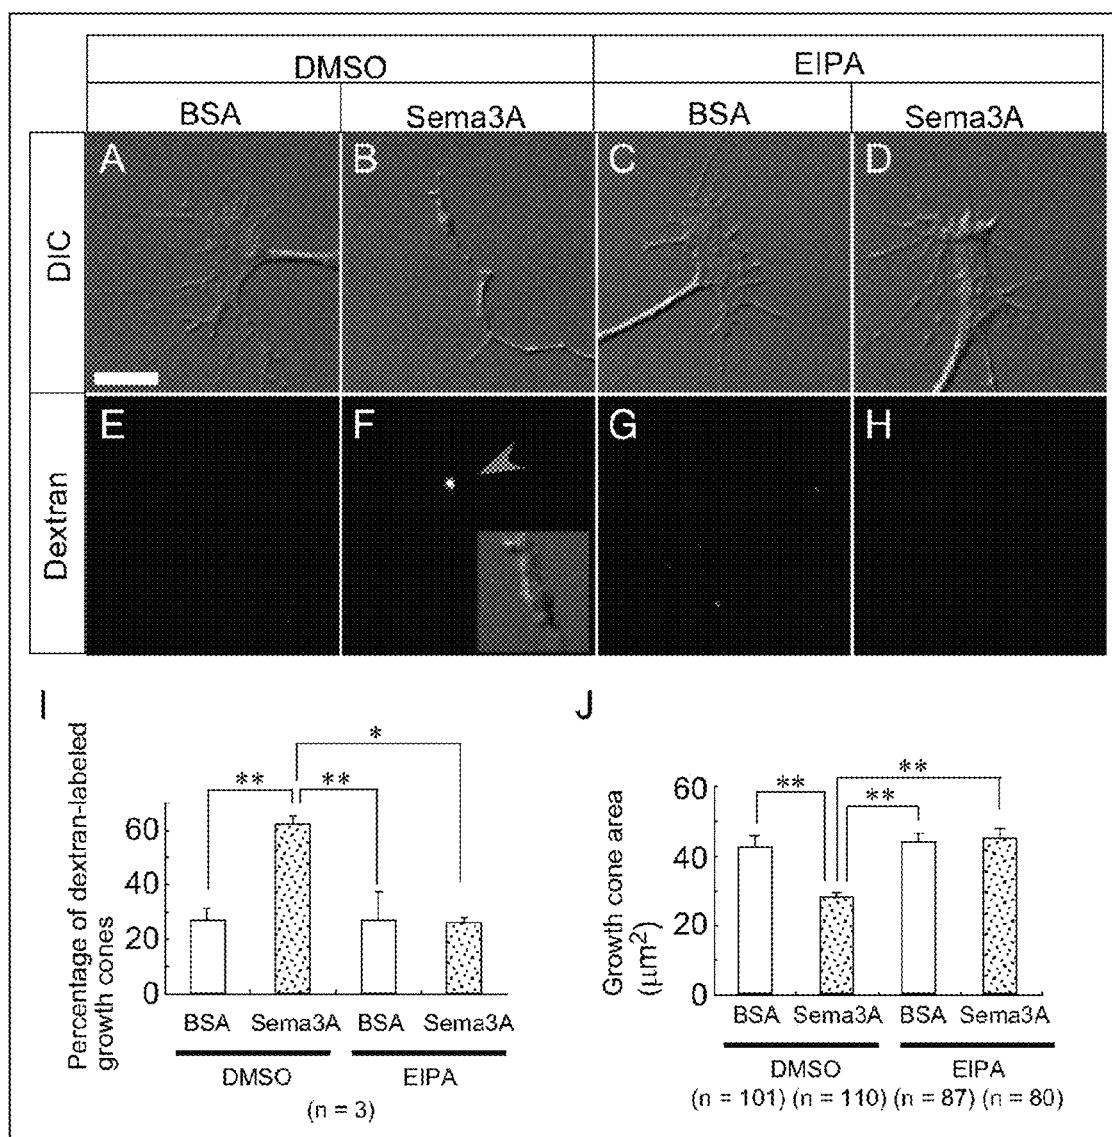 DMSO EIPA
BSA Sema3A BSA Sema3A
DIC
A B C D
Dextran
E F G H
I
Percentage of dextran-labeled
growth cones
60
40
20
0
** ** *
BSA Sema3A BSA Sema3A
DMSO EIPA
(n = 3)
J
Growth cone area
(μm²)
60
40
20
0
** ** **
BSA Sema3A BSA Sema3A
DMSO EIPA
(n = 101) (n = 110) (n = 87) (n = 80)